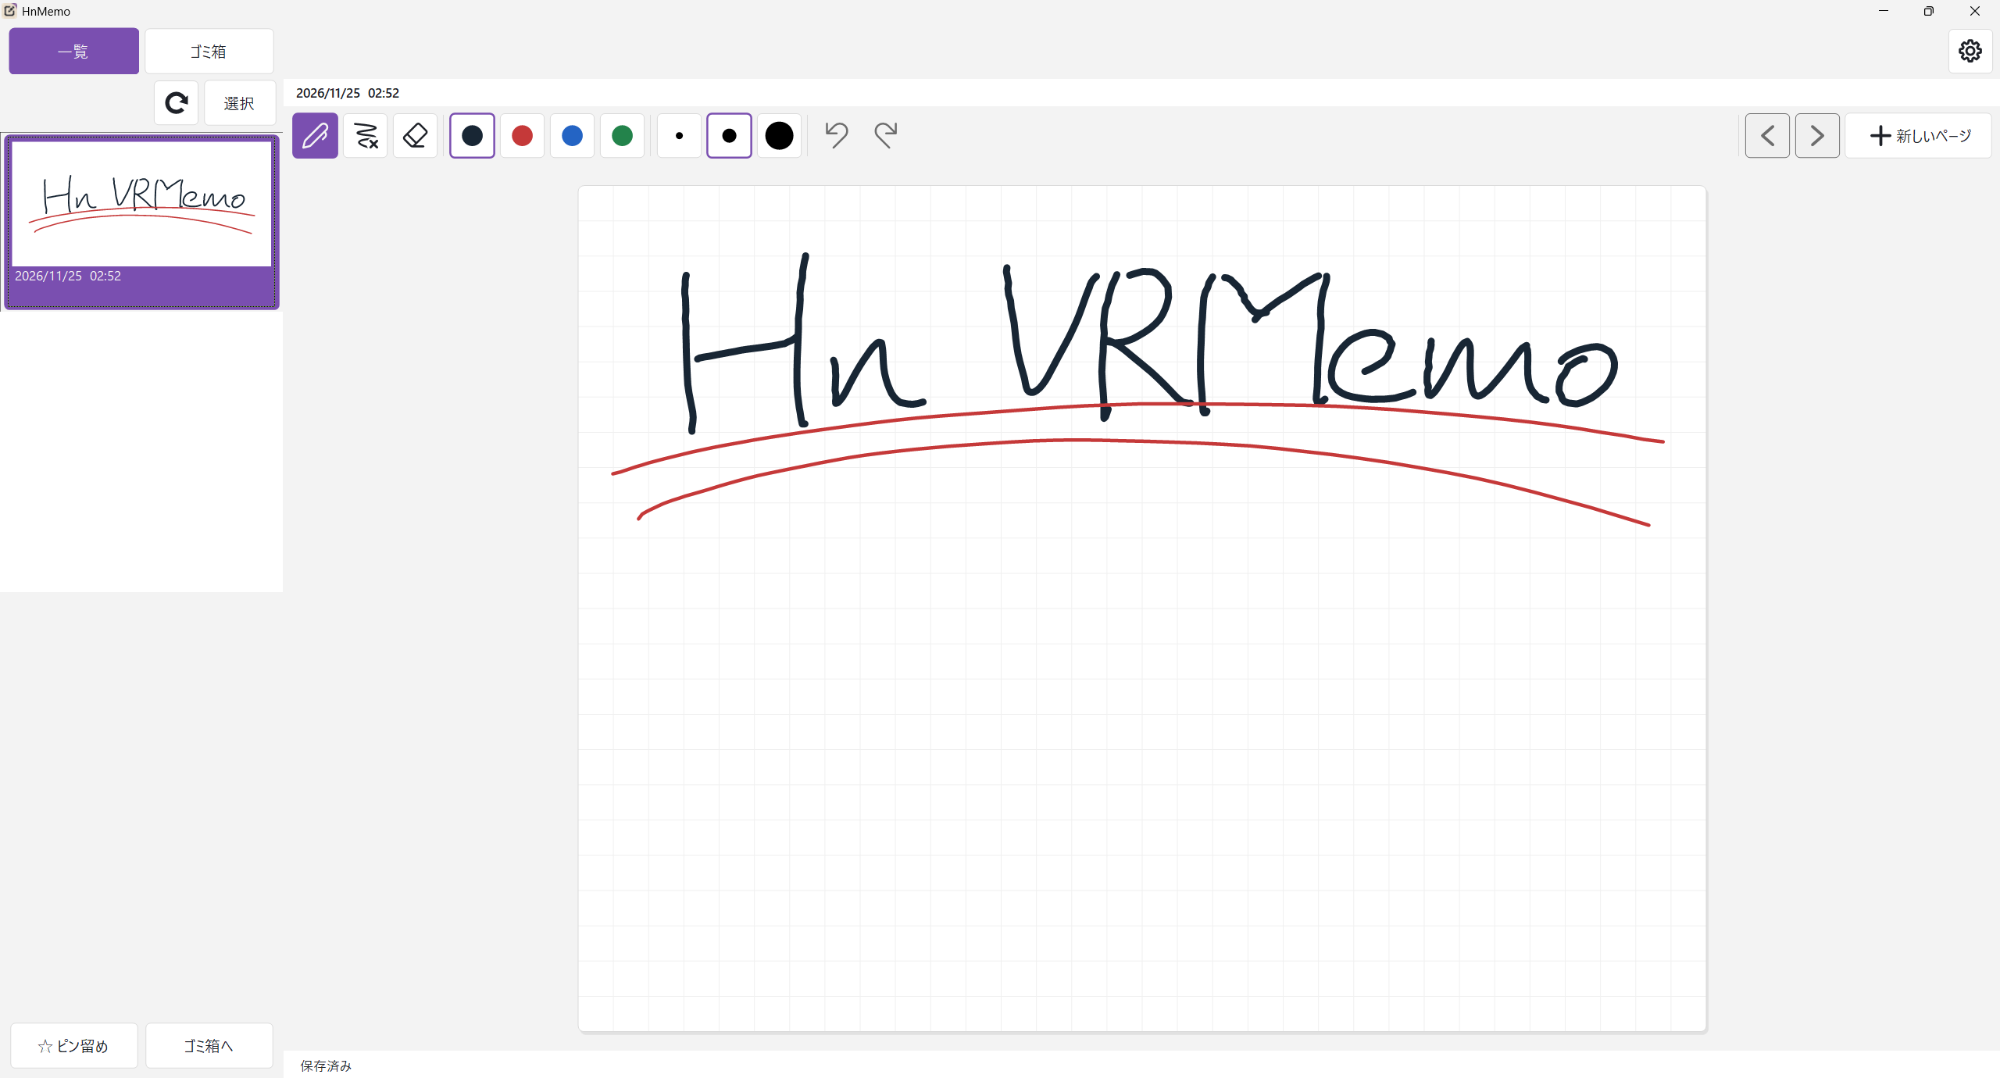 HnMemo
一覧
ゴミ箱
選択
2026/11/25 02:52
新しいページ
Hn VRMemo
2026/11/25 02:52
Hn VRMemo
☆ ピン留め
ゴミ箱へ
保存済み